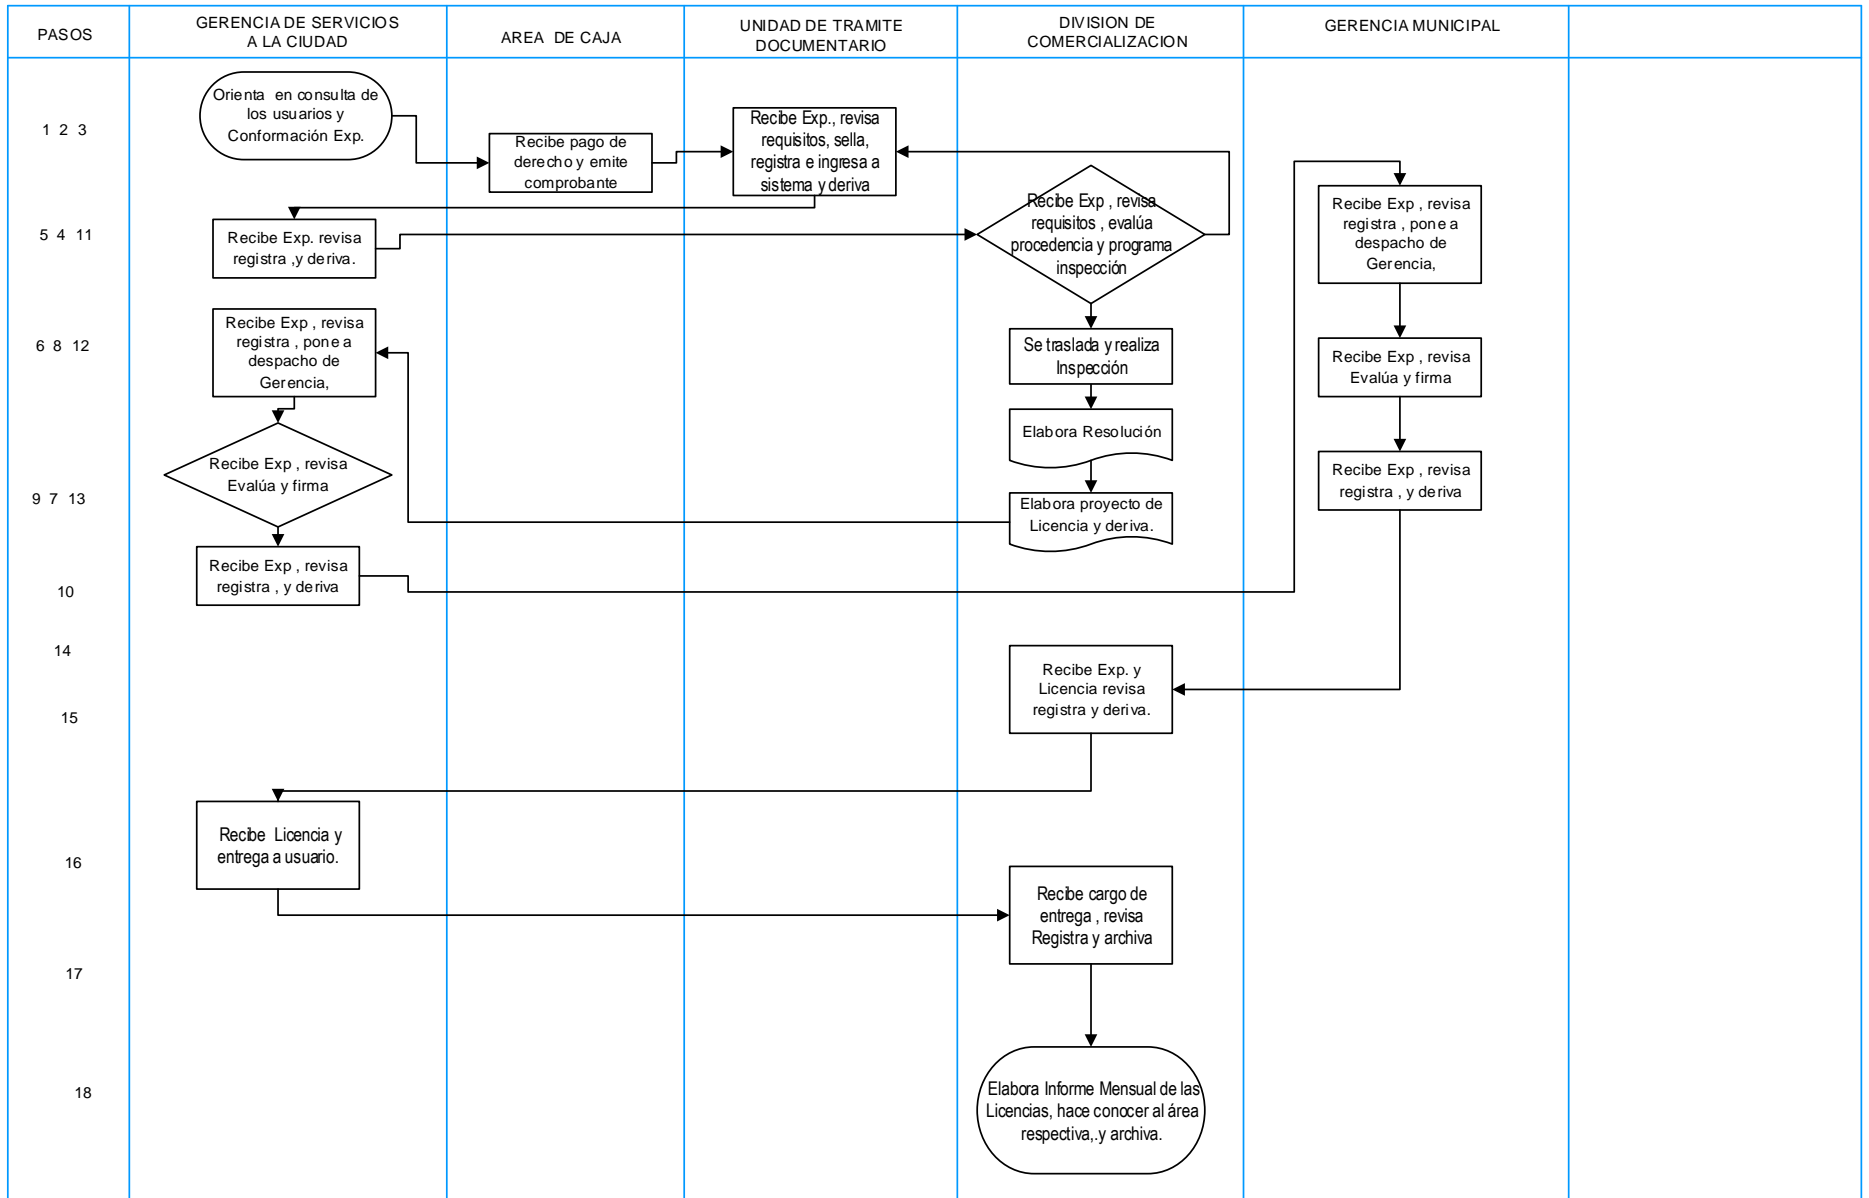 PASOS
GERENCIA DE SERVICIOS
A LA CIUDAD
AREA DE CAJA
UNIDAD DE TRAMITE
DOCUMENTARIO
DIVISION DE
COMERCIALIZACION
GERENCIA MUNICIPAL
1 2 3
Orienta en consulta de
los usuarios y
Conformación Exp.
Recibe pago de
derecho y emite
comprobante
Recibe Exp., revisa
requisitos, sella,
registra e ingresa a
sistema y deriva
5 4 11
Recibe Exp. revisa
registra ,y deriva.
Recibe Exp , revisa
requisitos , evalúa
procedencia y programa
inspección
Recibe Exp , revisa
registra , pone a
despacho de
Gerencia,
6 8 12
Recibe Exp , revisa
registra , pone a
despacho de
Gerencia,
Se traslada y realiza
Inspección
Recibe Exp , revisa
Evalúa y firma
Elabora Resolución
9 7 13
Recibe Exp , revisa
Evalúa y firma
Elabora proyecto de
Licencia y deriva.
Recibe Exp , revisa
registra , y deriva
10
Recibe Exp , revisa
registra , y deriva
14
Recibe Exp. y
Licencia revisa
registra y deriva.
15
Recibe Licencia y
entrega a usuario.
16
Recibe cargo de
entrega , revisa
Registra y archiva
17
18
Elabora Informe Mensual de las
Licencias, hace conocer al área
respectiva,.y archiva.